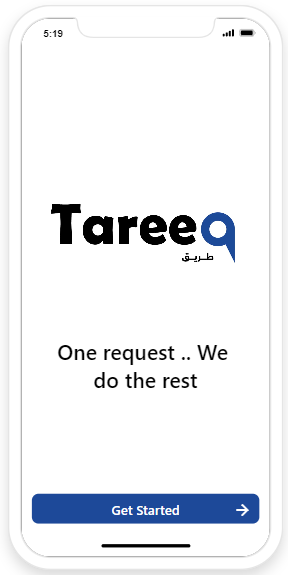 5:19
Tareeq
طريق
One request .. We
do the rest
Get Started